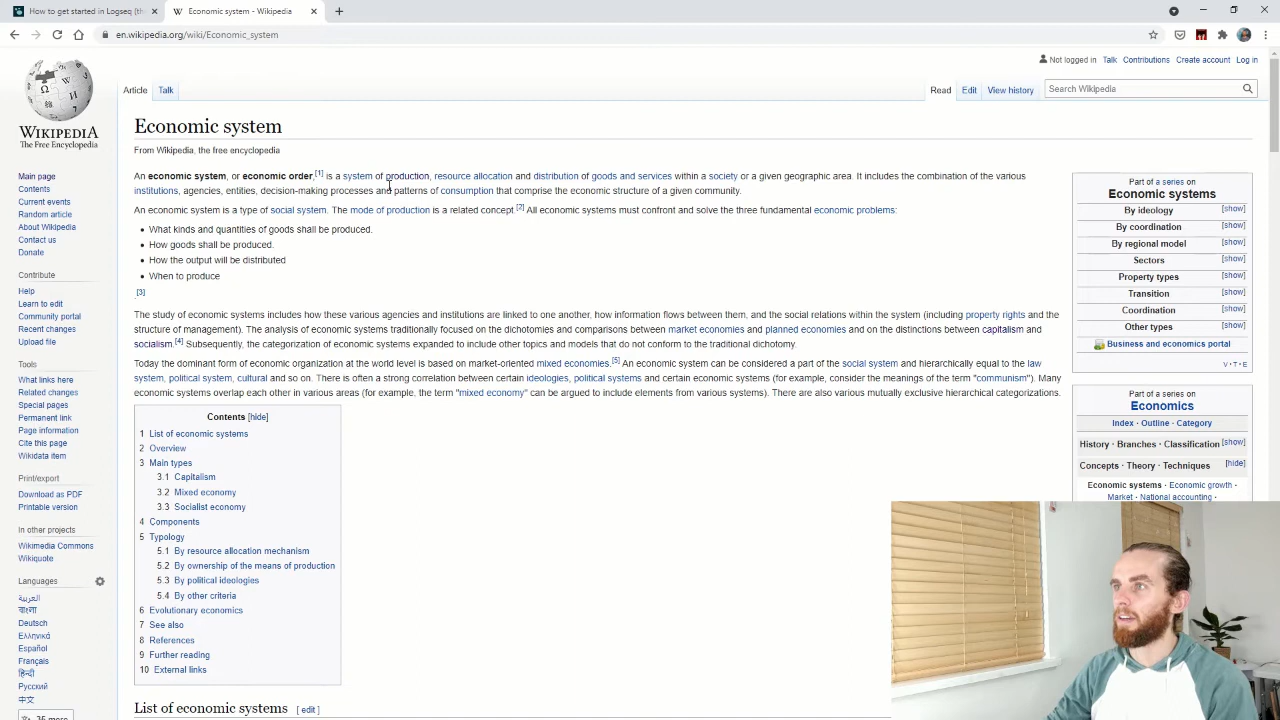 How to get started in Logseq (th
Economic system - Wikipedia
en.wikipedia.org/wiki/Economic_system
Not logged in Talk Contributions Create account Log in
Article Talk Read Edit View history Search Wikipedia
WIKIPEDIA
The Free Encyclopedia
Main page
Contents
Current events
Random article
About Wikipedia
Contact us
Donate
Contribute
Help
Learn to edit
Community portal
Recent changes
Upload file
Tools
What links here
Related changes
Special pages
Permanent link
Page information
Cite this page
Wikidata item
Print/export
Download as PDF
Printable version
In other projects
Wikimedia Commons
Wikiquote
Languages
العربية
বাংলা
Deutsch
Ελληνικά
Español
Français
हिन्दी
Русский
中文
36 more
Economic system
From Wikipedia, the free encyclopedia
An economic system, or economic order,[1] is a system of production, resource allocation and distribution of goods and services within a society or a given geographic area. It includes the combination of the various
institutions, agencies, entities, decision-making processes and patterns of consumption that comprise the economic structure of a given community.
An economic system is a type of social system. The mode of production is a related concept.[2] All economic systems must confront and solve the three fundamental economic problems:
• What kinds and quantities of goods shall be produced.
• How goods shall be produced.
• How the output will be distributed
• When to produce
.[3]
The study of economic systems includes how these various agencies and institutions are linked to one another, how information flows between them, and the social relations within the system (including property rights and the
structure of management). The analysis of economic systems traditionally focused on the dichotomies and comparisons between market economies and planned economies and on the distinctions between capitalism and
socialism.[4] Subsequently, the categorization of economic systems expanded to include other topics and models that do not conform to the traditional dichotomy.
Today the dominant form of economic organization at the world level is based on market-oriented mixed economies.[5] An economic system can be considered a part of the social system and hierarchically equal to the law
system, political system, cultural and so on. There is often a strong correlation between certain ideologies, political systems and certain economic systems (for example, consider the meanings of the term "communism"). Many
economic systems overlap each other in various areas (for example, the term "mixed economy" can be argued to include elements from various systems). There are also various mutually exclusive hierarchical categorizations.
Contents [hide]
1 List of economic systems
2 Overview
3 Main types
3.1 Capitalism
3.2 Mixed economy
3.3 Socialist economy
4 Components
5 Typology
5.1 By resource allocation mechanism
5.2 By ownership of the means of production
5.3 By political ideologies
5.4 By other criteria
6 Evolutionary economics
7 See also
8 References
9 Further reading
10 External links
List of economic systems [ edit ]
Part of a series on
Economic systems
By ideology [show]
By coordination [show]
By regional model [show]
Sectors [show]
Property types [show]
Transition [show]
Coordination [show]
Other types [show]
Business and economics portal
V · T · E
Part of a series on
Economics
Index · Outline · Category
History · Branches · Classification [show]
Concepts · Theory · Techniques [hide]
Economic systems · Economic growth ·
Market · National accounting ·